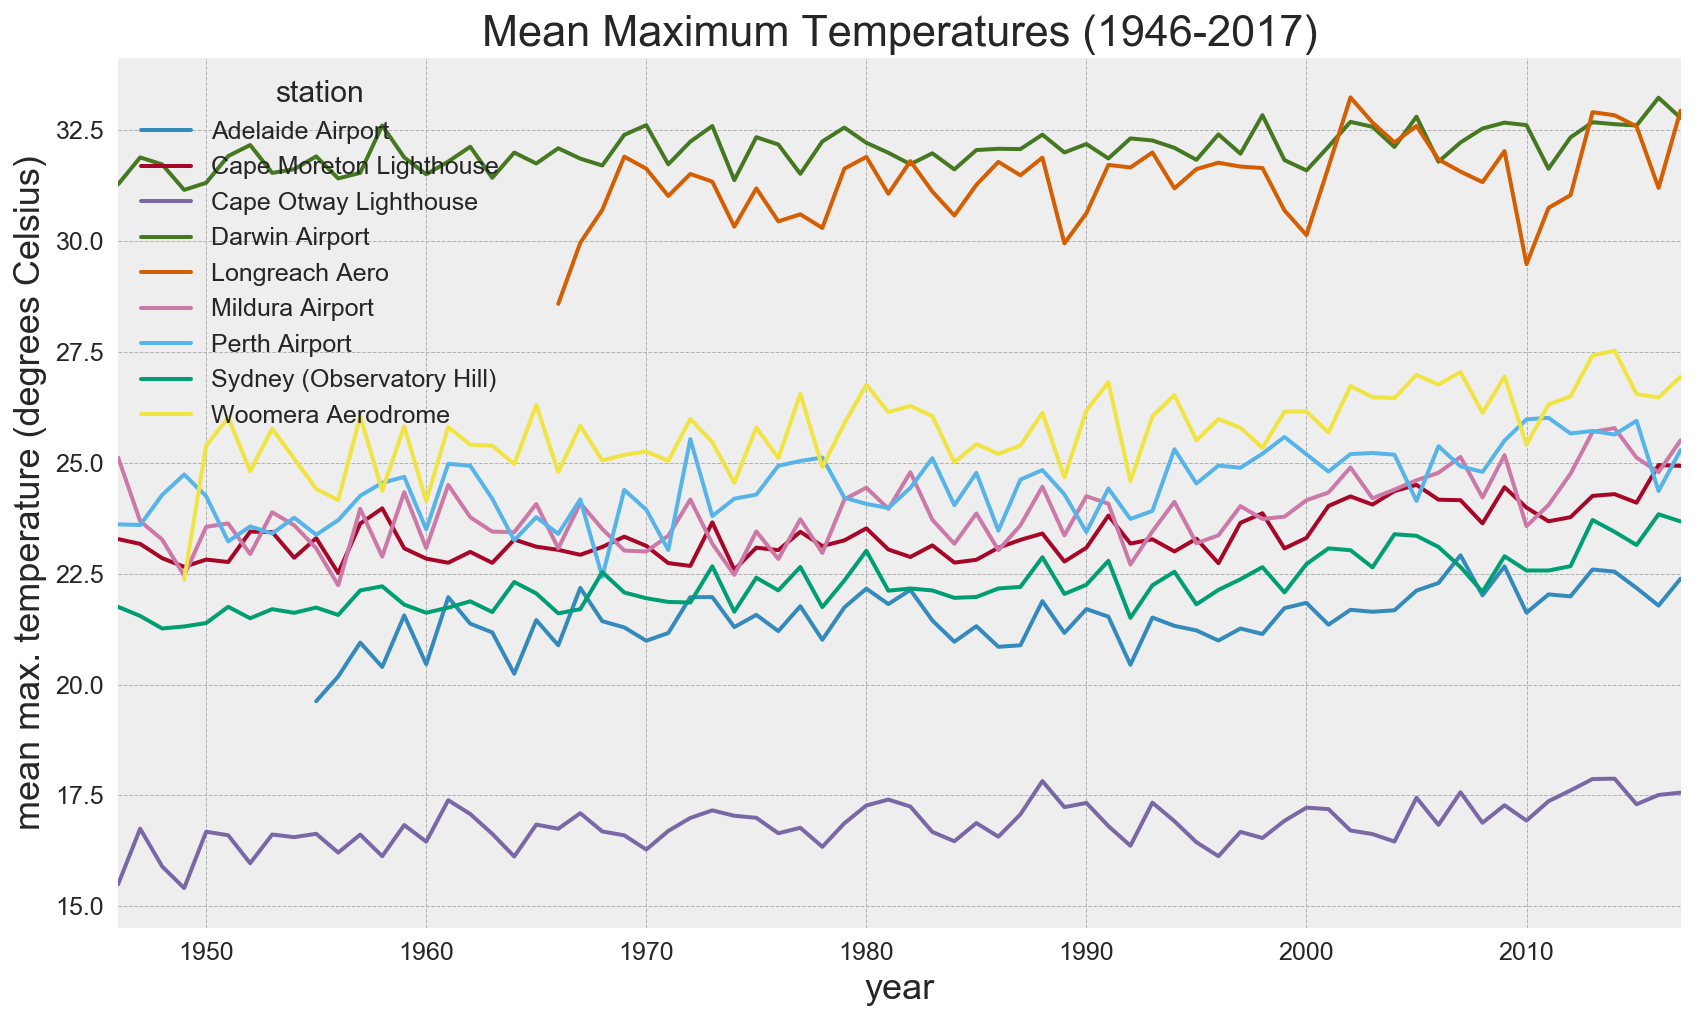 Mean Maximum Temperatures (1946-2017)
mean max. temperature (degrees Celsius)
station
Adelaide Airport
Cape Moreton Lighthouse
Cape Otway Lighthouse
Darwin Airport
Longreach Aero
Mildura Airport
Perth Airport
Sydney (Observatory Hill)
Woomera Aerodrome
32.5
30.0
27.5
25.0
22.5
20.0
17.5
15.0
1950 1960 1970 1980 1990 2000 2010
year